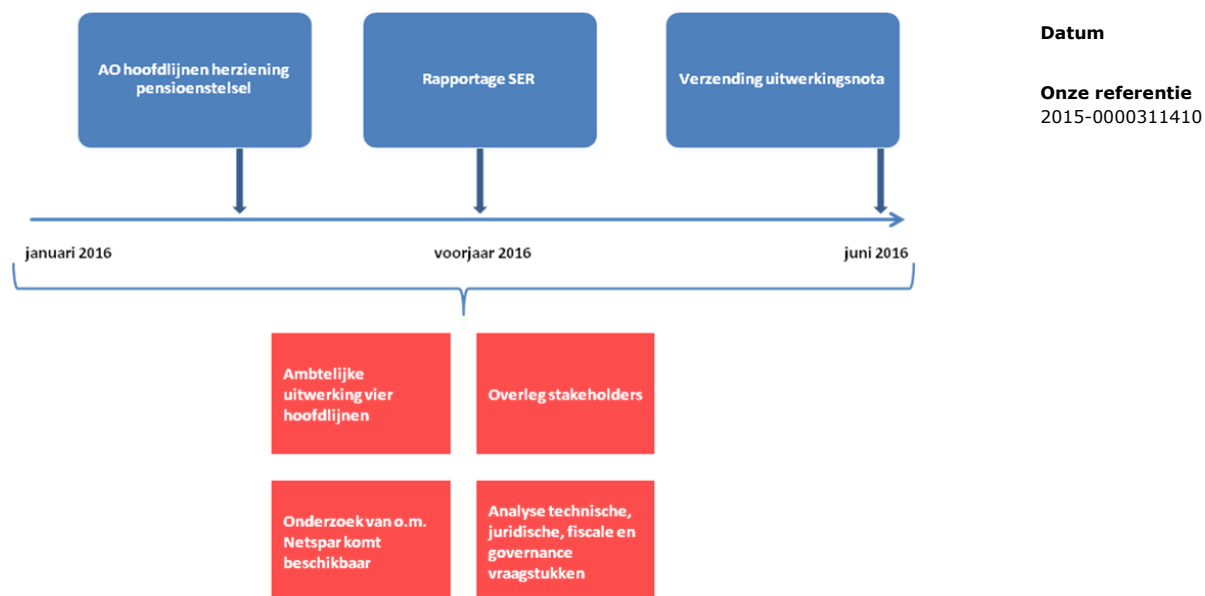 AO hoofdlijnen herziening
pensioenstelsel
Rapportage SER
Verzending uitwerkingsnota
Datum
Onze referentie
2015-0000311410
januari 2016
voorjaar 2016
juni 2016
Ambtelijke
uitwerking vier
hoofdlijnen
Overleg stakeholders
Onderzoek van o.m.
Netspar komt
beschikbaar
Analyse technische,
juridische, fiscale en
governance
vraagstukken